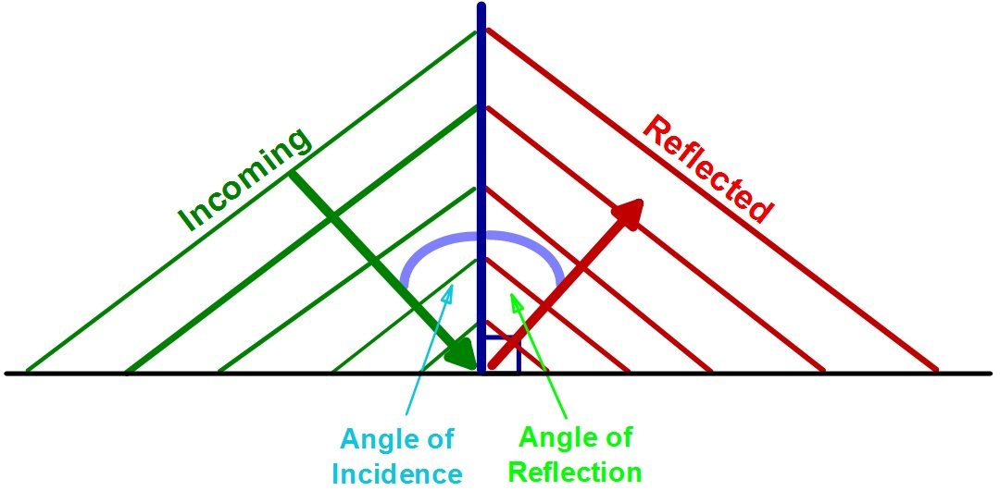 Incoming
Reflected
Angle of
Incidence
Angle of
Reflection